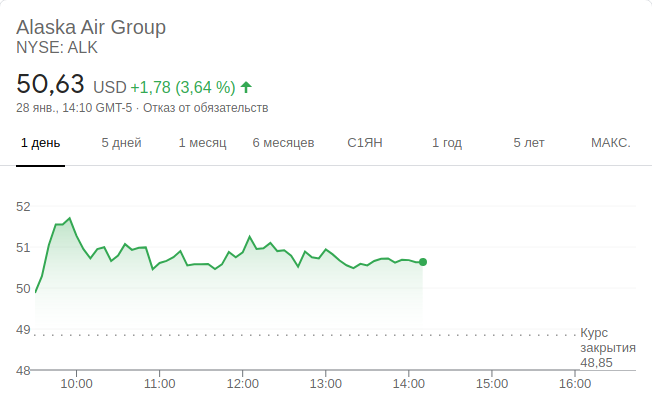 Alaska Air Group
NYSE: ALK
50,63 USD +1,78 (3,64 %)
28 янв., 14:10 GMT-5 · Отказ от обязательств
1 день 5 дней 1 месяц 6 месяцев С1ЯН 1 год 5 лет МАКС.
52
51
50
49
48
Курс
закрытия
48,85
10:00 11:00 12:00 13:00 14:00 15:00 16:00